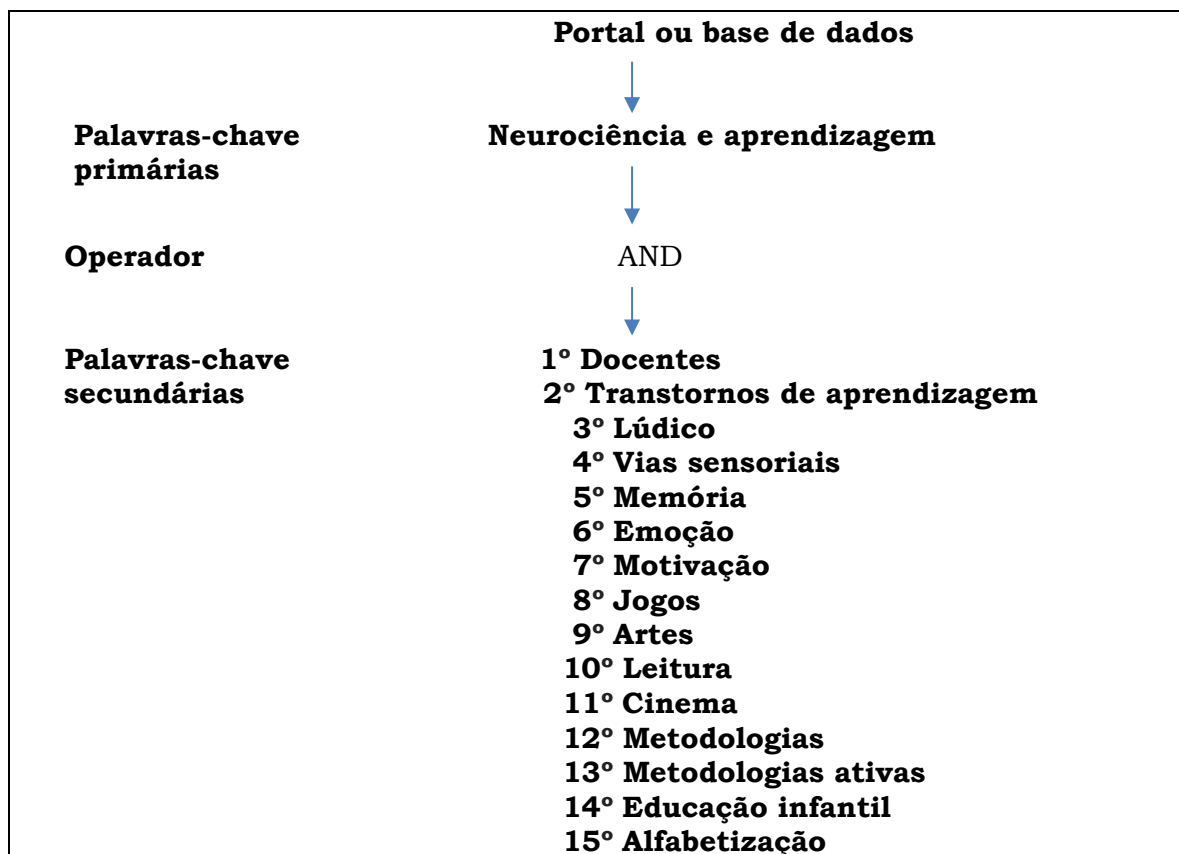 Portal ou base de dados
Palavras-chave Neurociência e aprendizagem
primárias
Operador AND
Palavras-chave 1º Docentes
secundárias 2º Transtornos de aprendizagem
3º Lúdico
4º Vias sensoriais
5º Memória
6º Emoção
7º Motivação
8º Jogos
9º Artes
10º Leitura
11º Cinema
12º Metodologias
13º Metodologias ativas
14º Educação infantil
15º Alfabetização